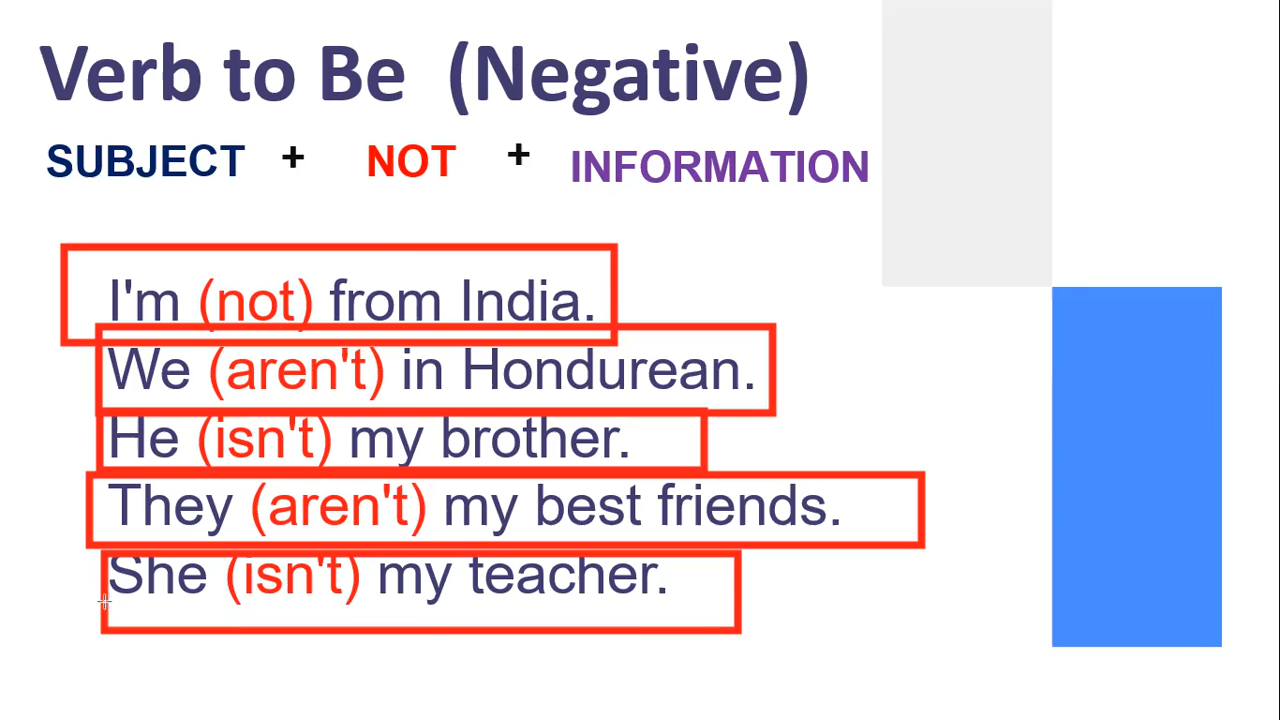 Verb to Be (Negative)
SUBJECT + NOT + INFORMATION
I'm (not) from India.
We (aren't) in Hondurean.
He (isn't) my brother.
They (aren't) my best friends.
She (isn't) my teacher.